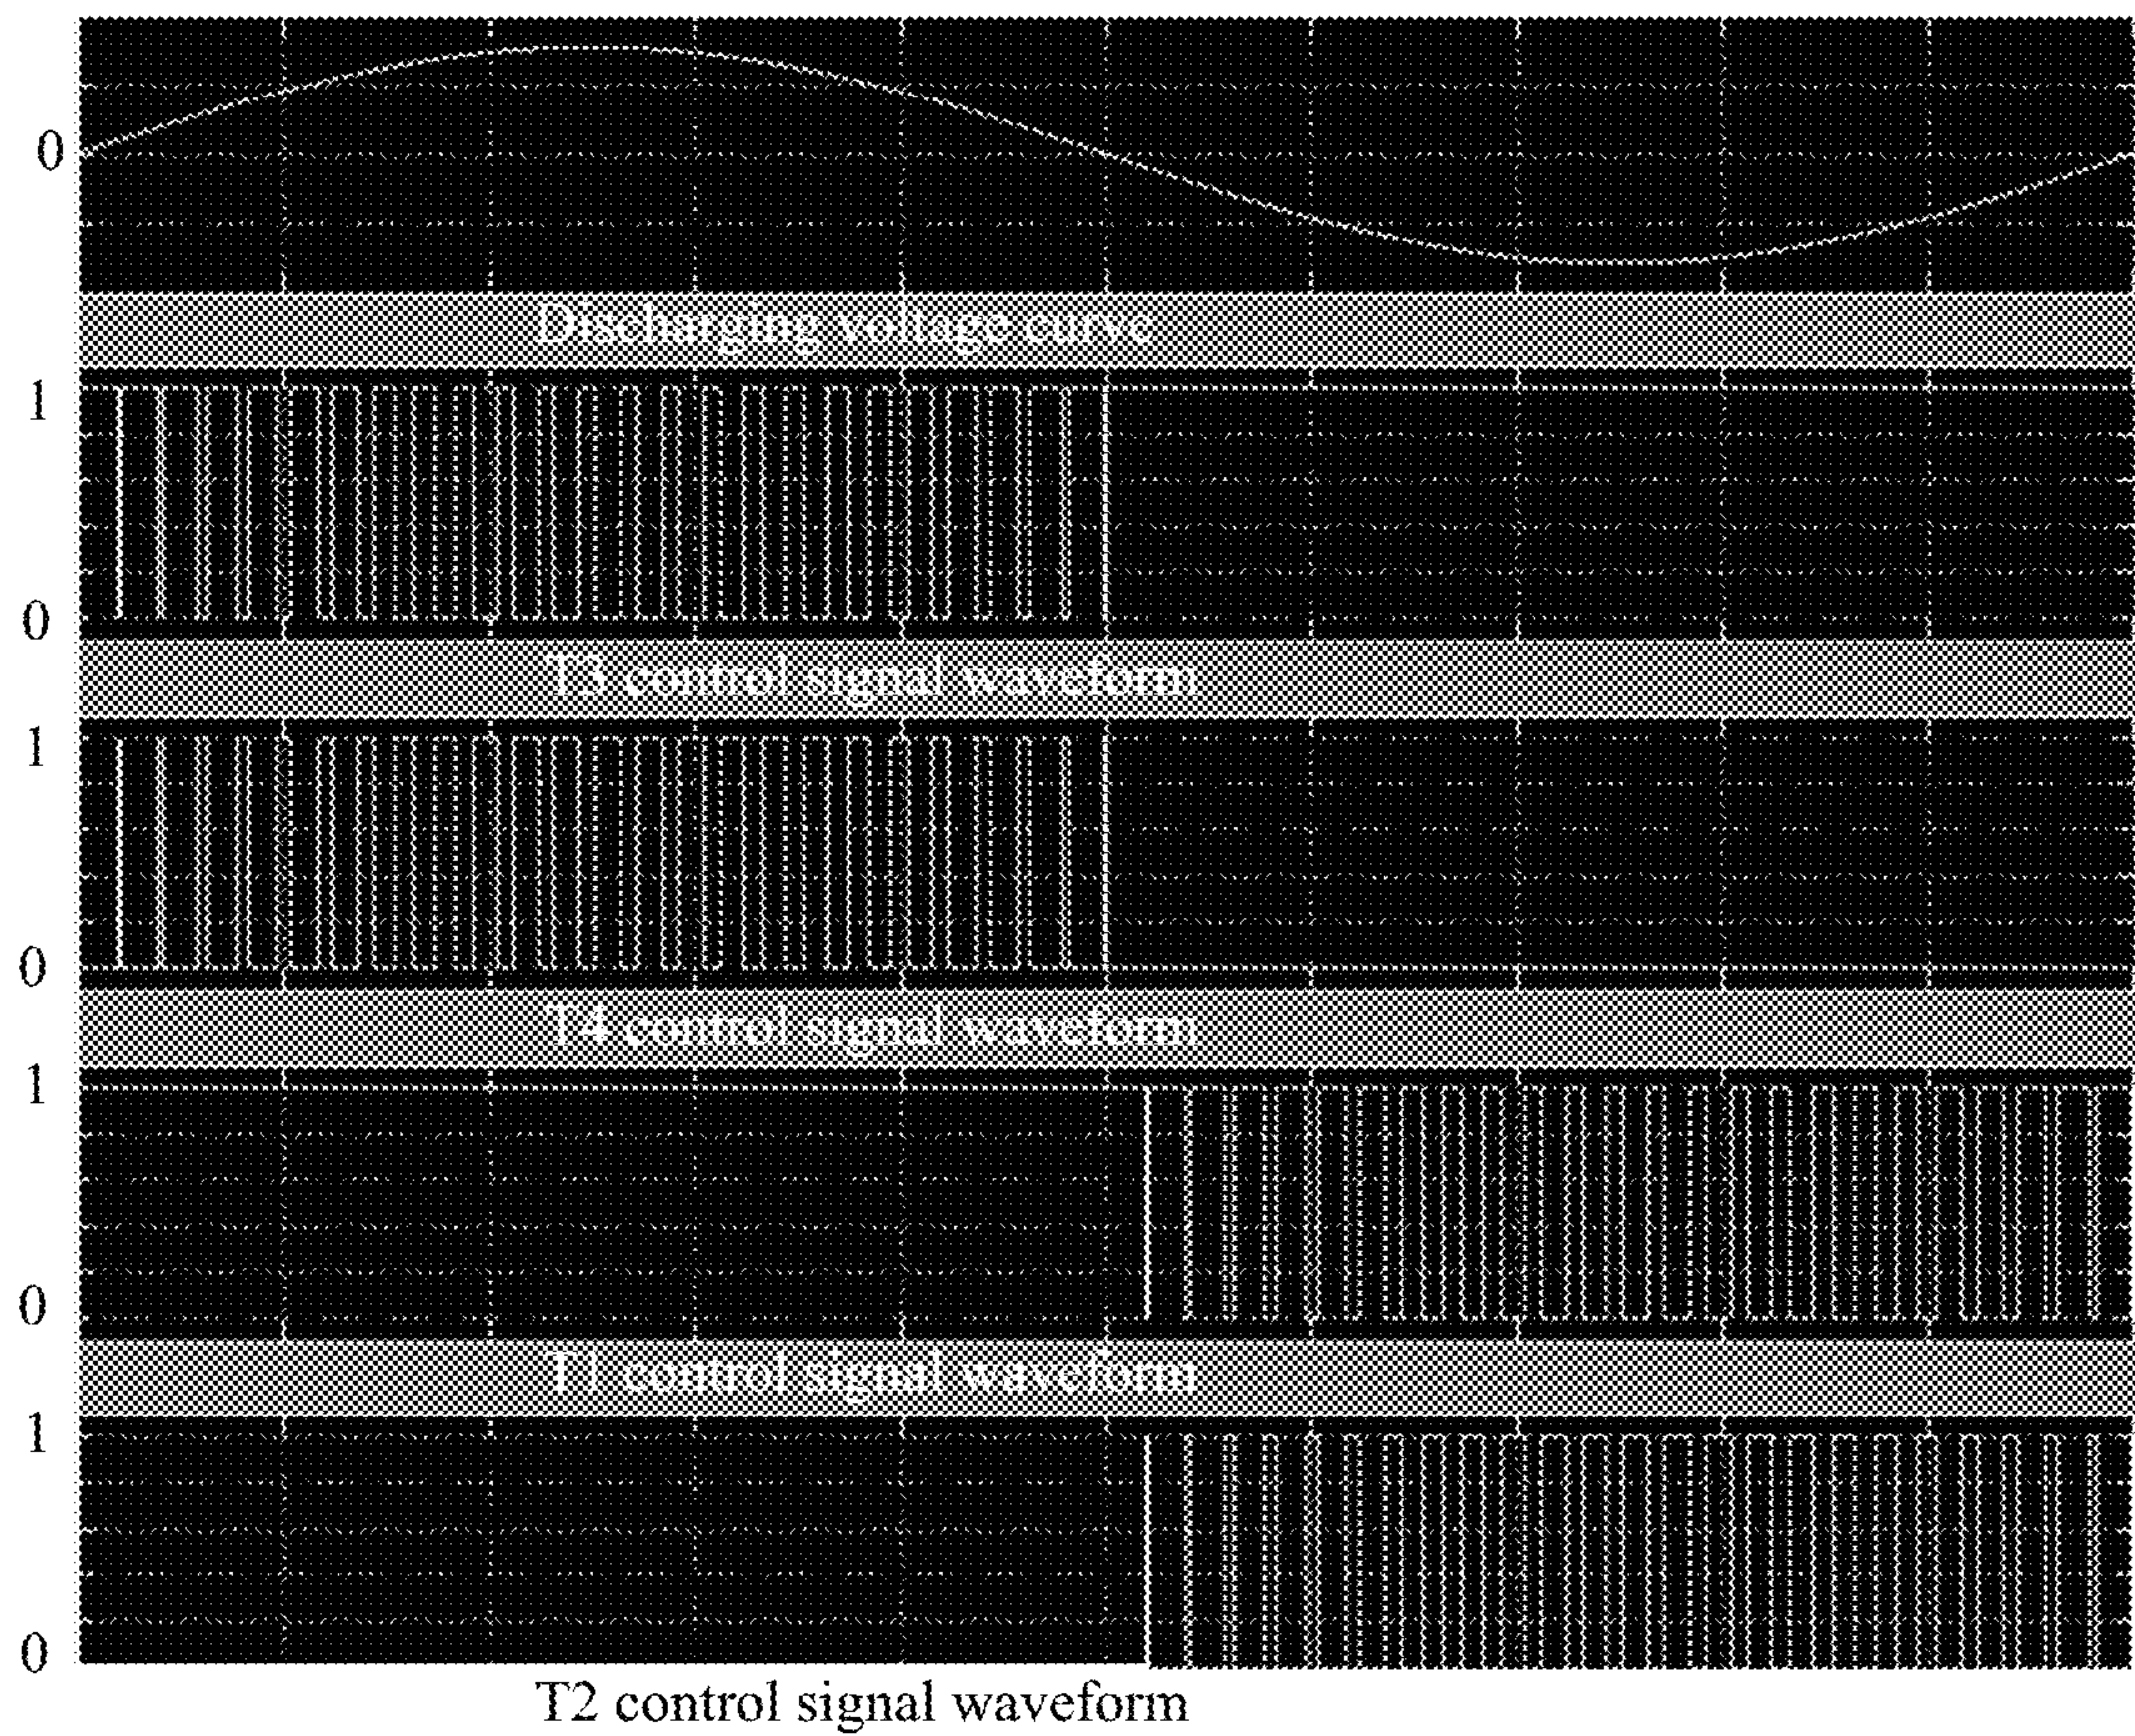 0
Discharging voltage curve
1
0
T3 control signal waveform
1
0
T4 control signal waveform
1
0
T1 control signal waveform
1
0
T2 control signal waveform